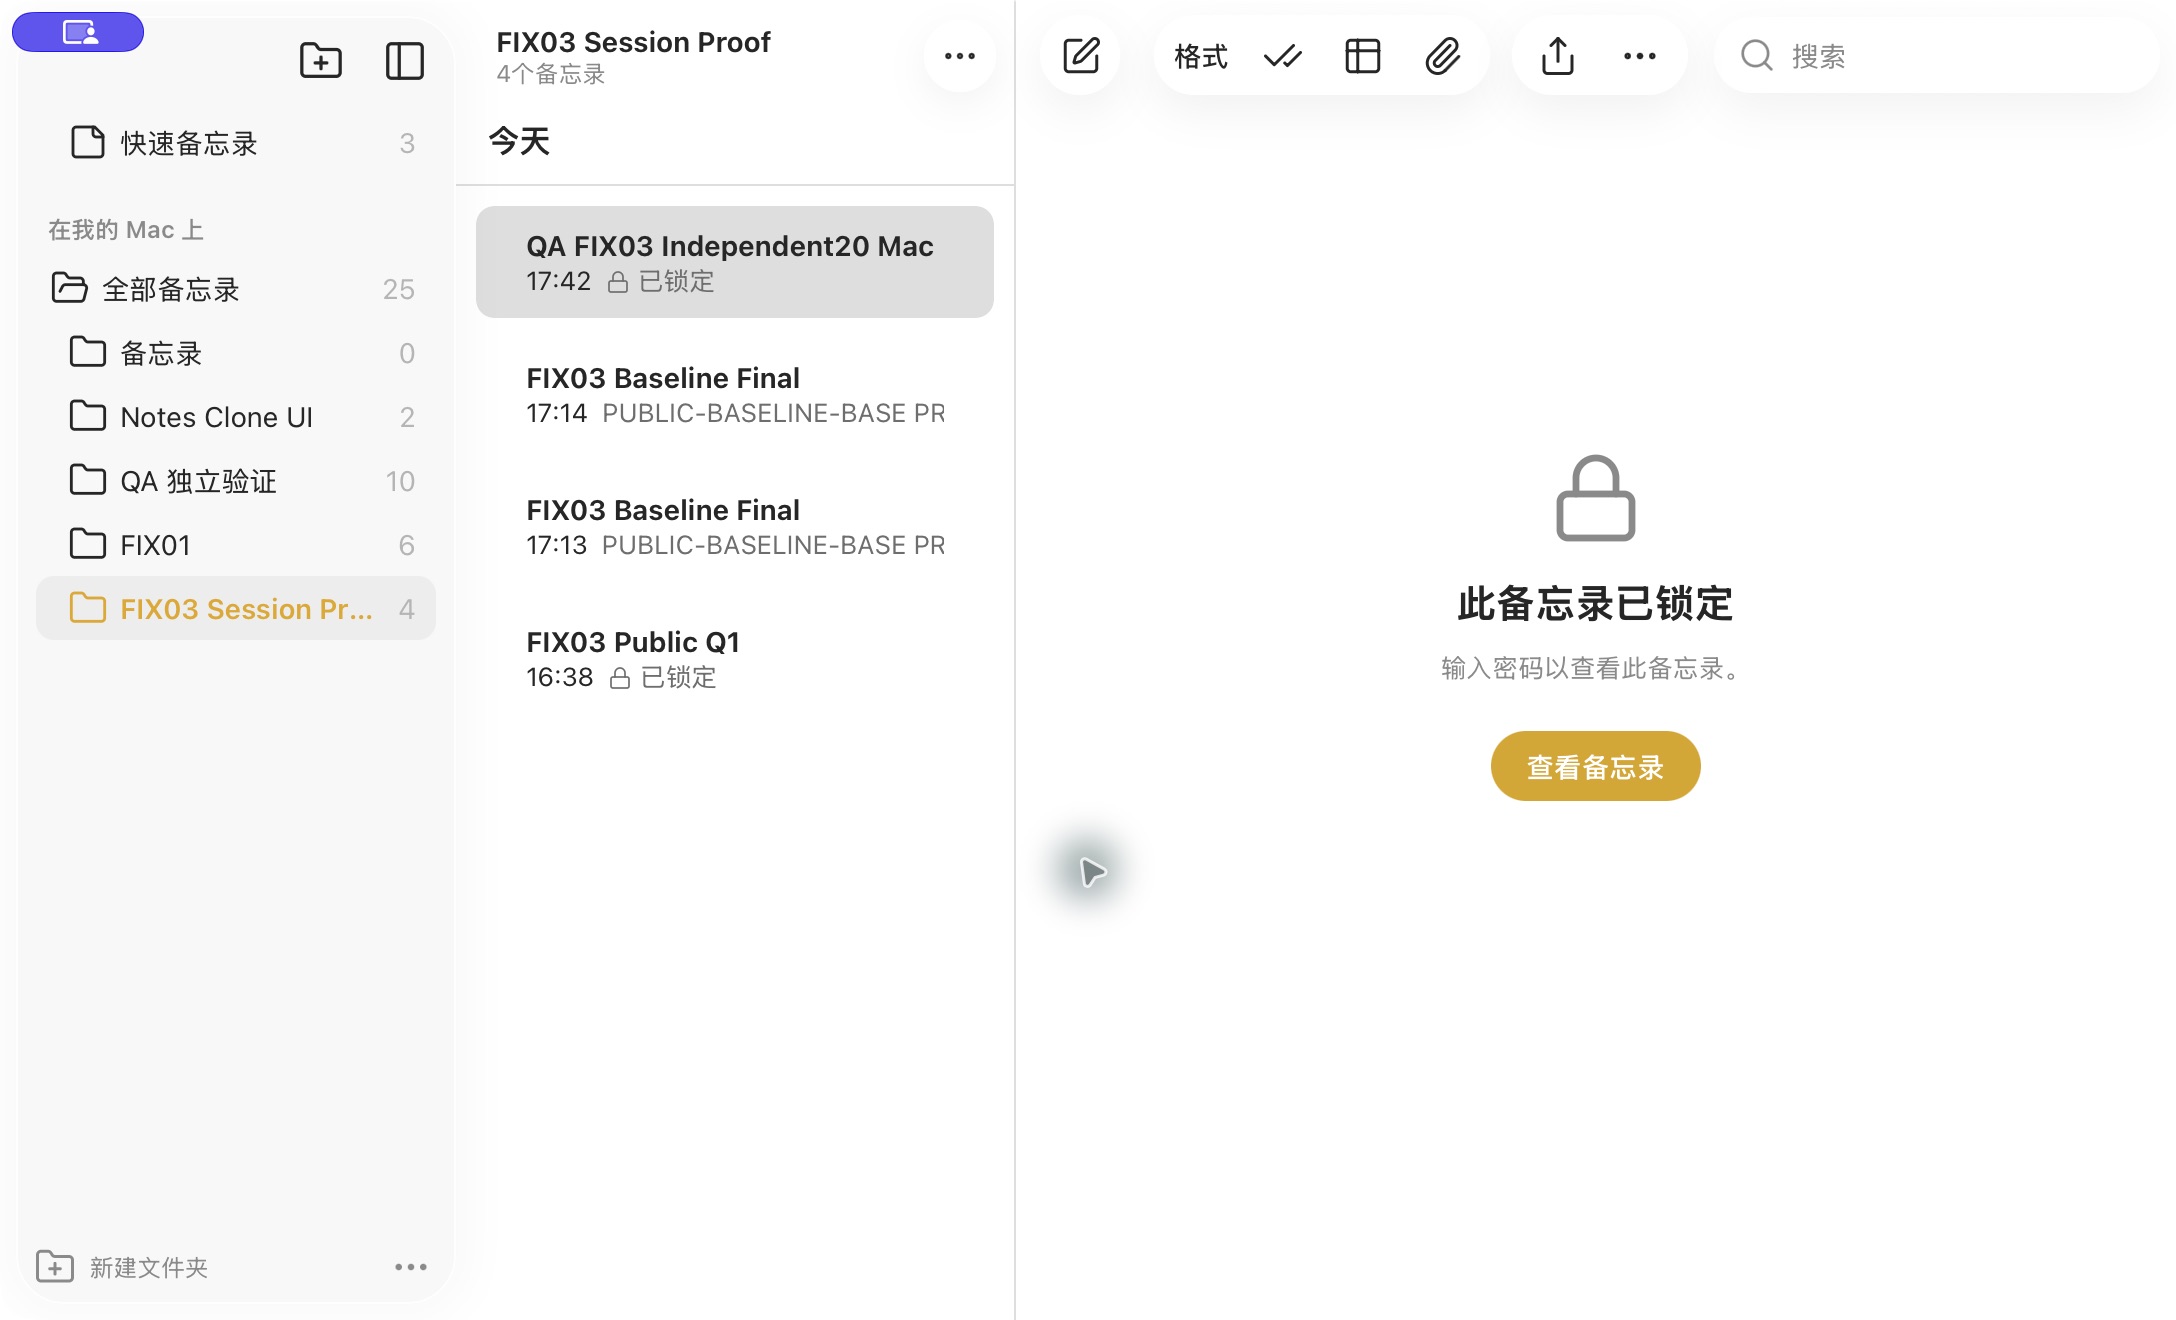 快速备忘录 3
在我的 Mac 上
全部备忘录 25
备忘录 0
Notes Clone UI 2
QA 独立验证 10
FIX01 6
FIX03 Session Pr... 4
新建文件夹
FIX03 Session Proof
4个备忘录
今天
QA FIX03 Independent20 Mac
17:42 已锁定
FIX03 Baseline Final
17:14 PUBLIC-BASELINE-BASE PR
FIX03 Baseline Final
17:13 PUBLIC-BASELINE-BASE PR
FIX03 Public Q1
16:38 已锁定
格式
搜索
此备忘录已锁定
输入密码以查看此备忘录。
查看备忘录